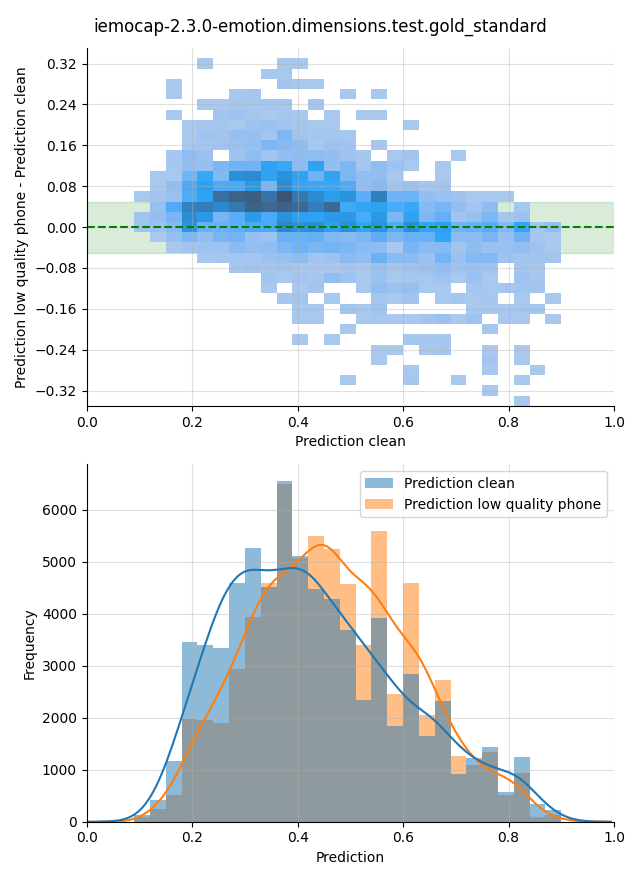 iemocap-2.3.0-emotion.dimensions.test.gold_standard
Prediction low quality phone - Prediction clean
0.32
0.24
0.16
0.08
0.00
−0.08
−0.16
−0.24
−0.32
0.0 0.2 0.4 0.6 0.8 1.0
Prediction clean
Prediction clean
Prediction low quality phone
Frequency
6000
5000
4000
3000
2000
1000
0
0.0 0.2 0.4 0.6 0.8 1.0
Prediction